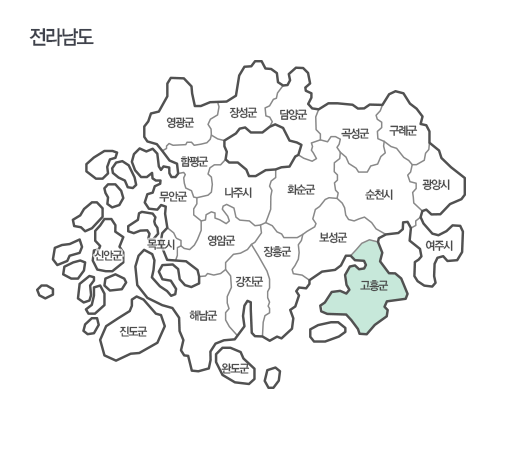 전라남도
영광군
장성군
담양군
곡성군
구례군
함평군
나주시
화순군
순천시
광양시
무안군
목포시
신안군
영암군
장흥군
보성군
여수시
고흥군
강진군
해남군
진도군
완도군